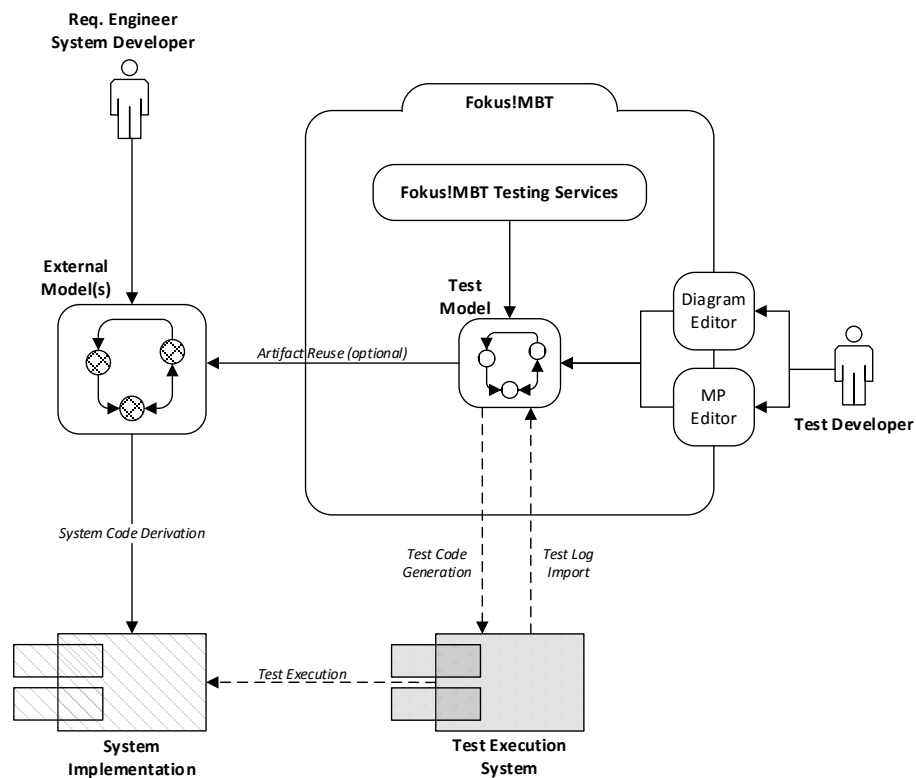 Req. Engineer
System Developer
Fokus!MBT
Fokus!MBT Testing Services
External
Model(s)
Test
Model
Diagram
Editor
Artifact Reuse (optional)
MP
Editor
Test Developer
System Code Derivation
Test Code
Generation
Test Log
Import
Test Execution
System
Implementation
Test Execution
System